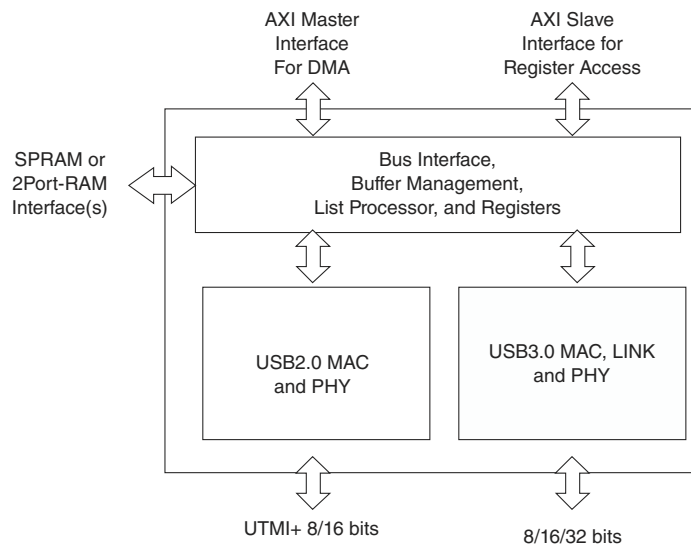 AXI Master
Interface
For DMA
AXI Slave
Interface for
Register Access
SPRAM or
2Port-RAM
Interface(s)
Bus Interface,
Buffer Management,
List Processor, and Registers
USB2.0 MAC
and PHY
USB3.0 MAC, LINK
and PHY
UTMI+ 8/16 bits
8/16/32 bits